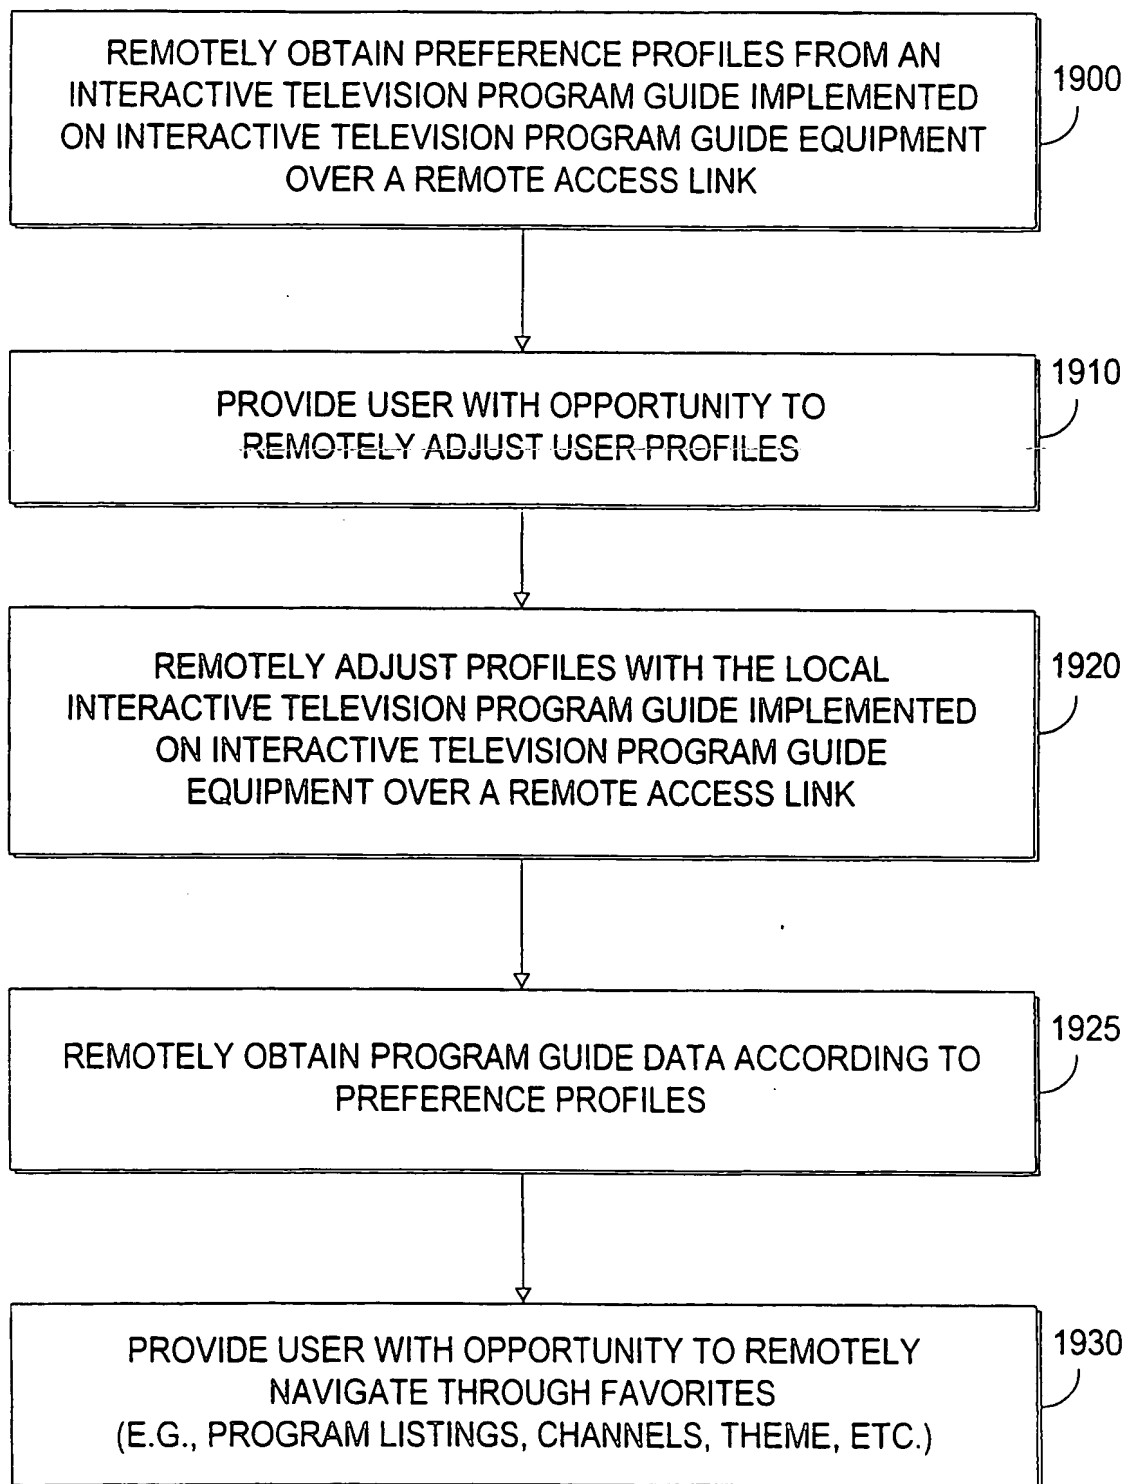 REMOTELY OBTAIN PREFERENCE PROFILES FROM AN
INTERACTIVE TELEVISION PROGRAM GUIDE IMPLEMENTED
ON INTERACTIVE TELEVISION PROGRAM GUIDE EQUIPMENT
OVER A REMOTE ACCESS LINK
1900
PROVIDE USER WITH OPPORTUNITY TO
REMOTELY ADJUST USER PROFILES
1910
REMOTELY ADJUST PROFILES WITH THE LOCAL
INTERACTIVE TELEVISION PROGRAM GUIDE IMPLEMENTED
ON INTERACTIVE TELEVISION PROGRAM GUIDE
EQUIPMENT OVER A REMOTE ACCESS LINK
1920
REMOTELY OBTAIN PROGRAM GUIDE DATA ACCORDING TO
PREFERENCE PROFILES
1925
PROVIDE USER WITH OPPORTUNITY TO REMOTELY
NAVIGATE THROUGH FAVORITES
(E.G., PROGRAM LISTINGS, CHANNELS, THEME, ETC.)
1930